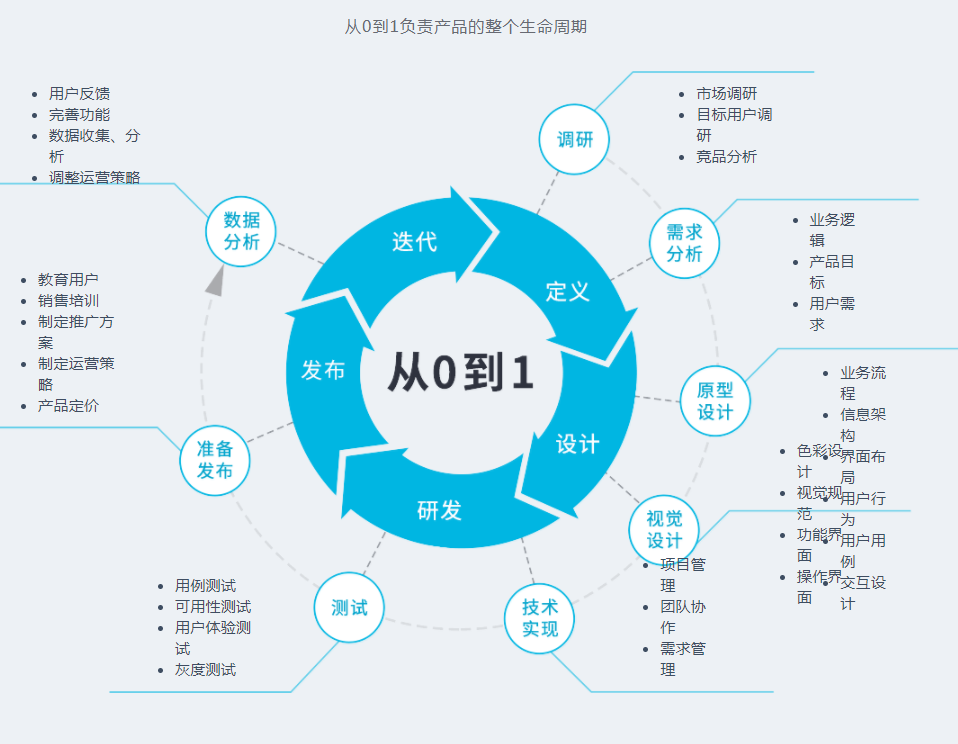 从0到1负责产品的整个生命周期
用户反馈
完善功能
数据收集、分
析
调整运营策略
市场调研
目标用户调
研
竞品分析
调研
数据
分析
需求
分析
业务逻
辑
产品目
标
用户需
求
迭代
定义
教育用户
销售培训
制定推广方
案
制定运营策
略
产品定价
发布
从0到1
设计
研发
原型
设计
业务流
程
信息架
构
界面布
局
用户行
为
用户用
例
交互设
计
准备
发布
视觉
设计
色彩设
计
视觉规
范
功能界
面
操作界
面
测试
用例测试
可用性测试
用户体验测
试
灰度测试
技术
实现
项目管
理
团队协
作
需求管
理